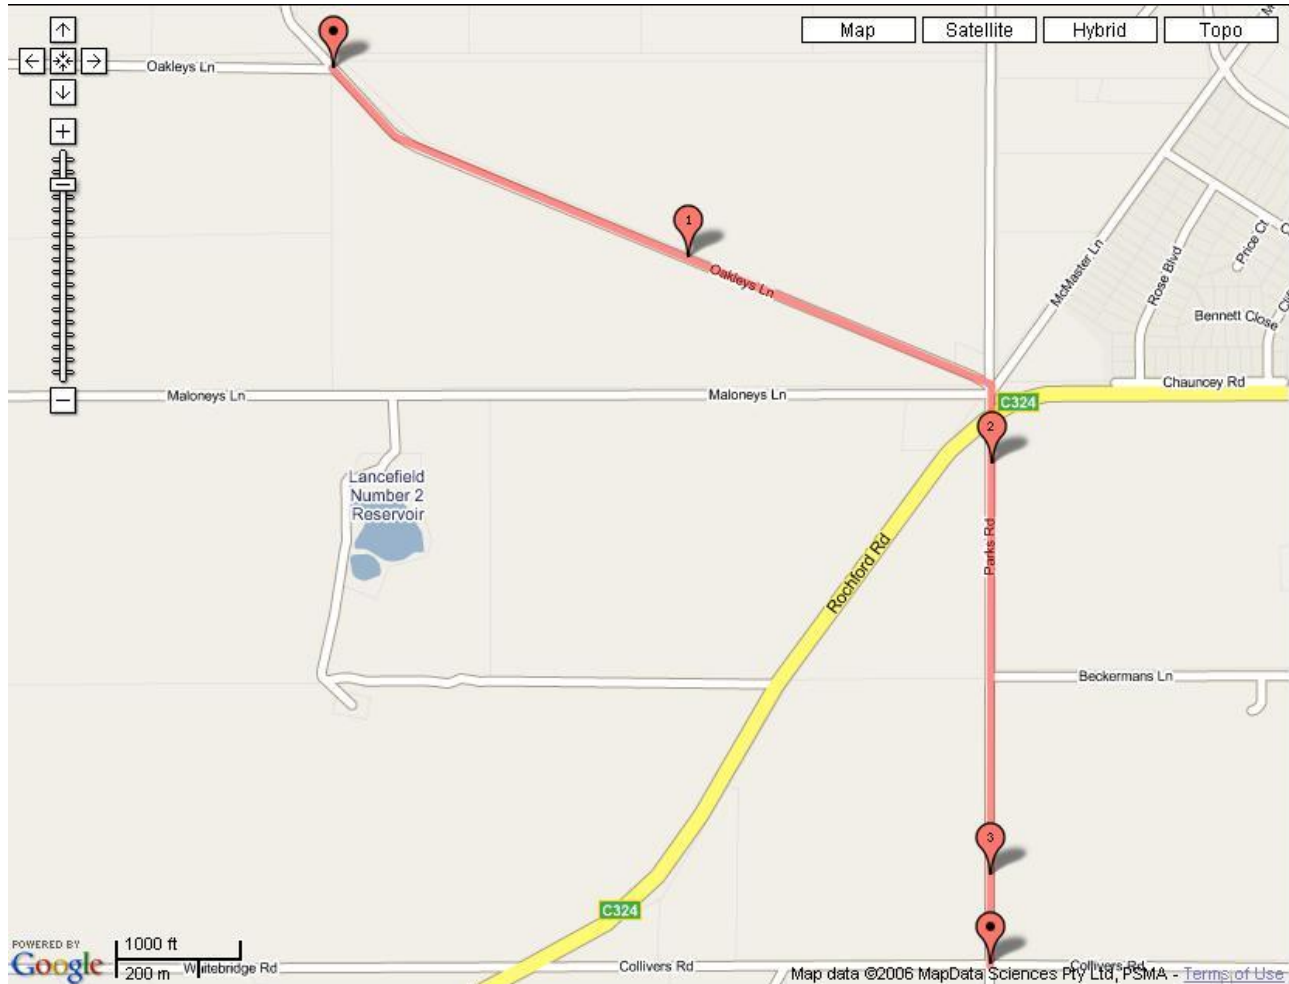 Map
Satellite
Hybrid
Topo
Oakleys Ln
1
Oakleys Ln
McMaster Ln
Rose Blvd
Price Ct
Bennett Close
Chauncey Rd
Maloneys Ln
Maloneys Ln
C324
2
Lancefield
Number 2
Reservoir
Parks Rd
Rochford Rd
Beckermans Ln
3
C324
POWERED BY
Google
1000 ft
200 m
Whitebridge Rd
Collivers Rd
Collivers Rd
Map data ©2006 MapData Sciences Pty Ltd, PSMA - Terms of Use